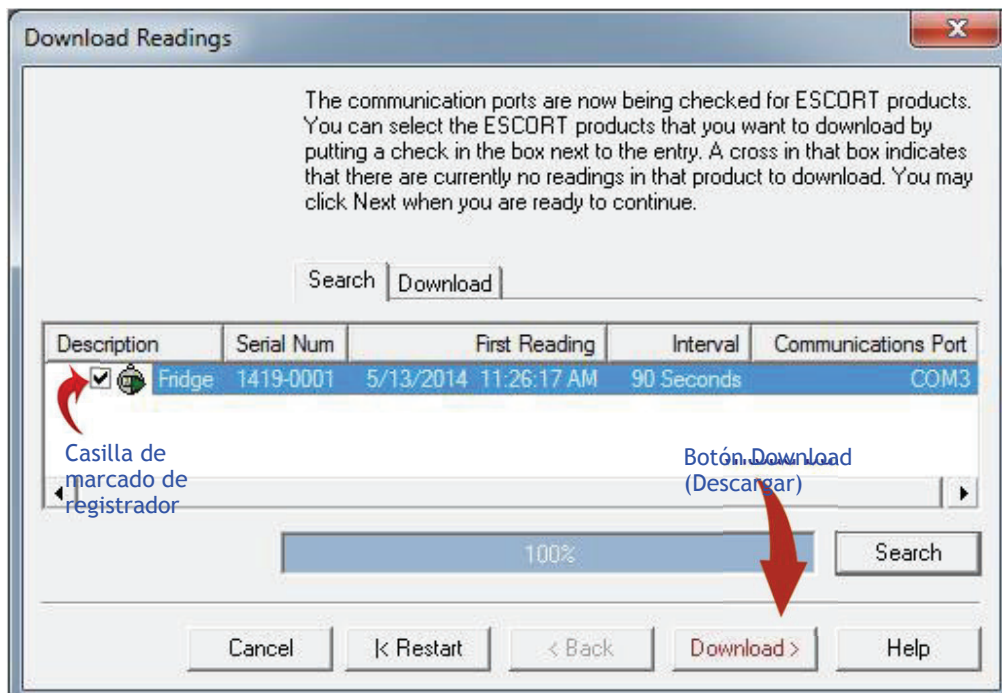 Download Readings
The communication ports are now being checked for ESCORT products.
You can select the ESCORT products that you want to download by
putting a check in the box next to the entry. A cross in that box indicates
that there are currently no readings in that product to download. You may
click Next when you are ready to continue.
Search Download
Description Serial Num First Reading Interval Communications Port
Fridge 1419-0001 5/13/2014 11:26:17 AM 90 Seconds COM3
Casilla de
marcado de
registrador
Botón Download
(Descargar)
100%
Search
Cancel |< Restart < Back Download > Help